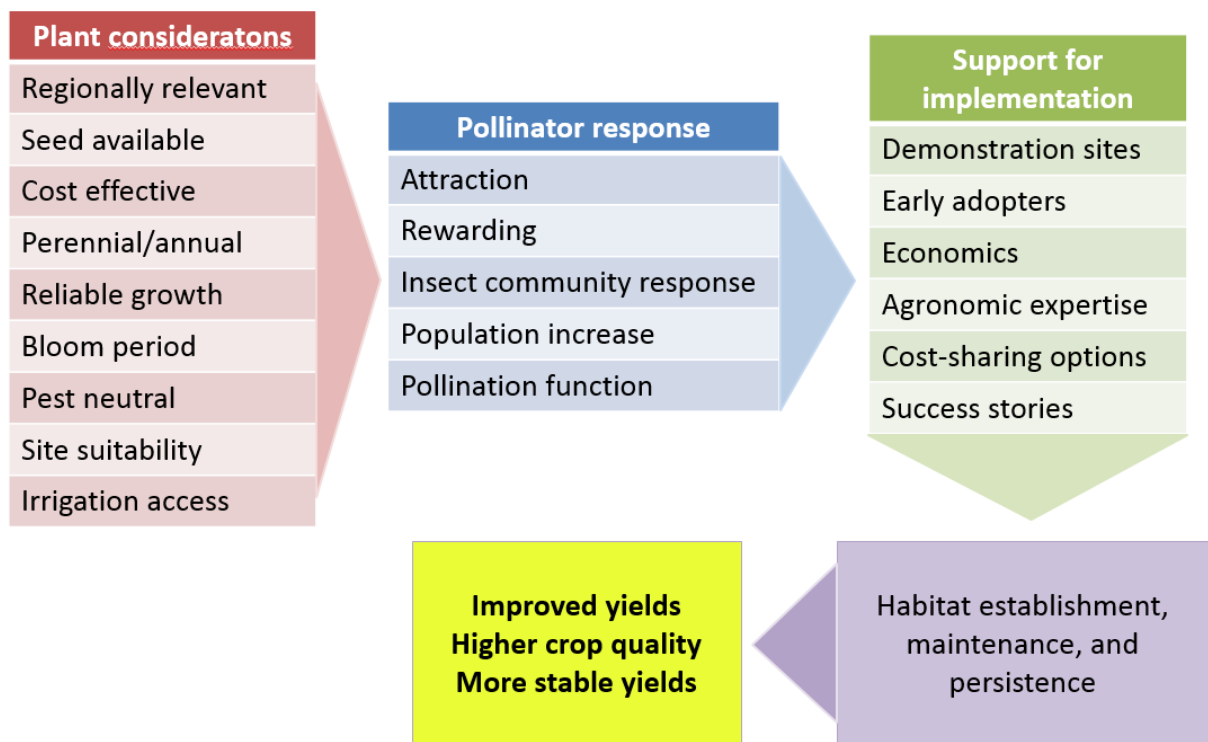 Plant consideratons
Regionally relevant
Seed available
Cost effective
Perennial/annual
Reliable growth
Bloom period
Pest neutral
Site suitability
Irrigation access
Pollinator response
Attraction
Rewarding
Insect community response
Population increase
Pollination function
Support for
implementation
Demonstration sites
Early adopters
Economics
Agronomic expertise
Cost-sharing options
Success stories
Habitat establishment,
maintenance, and
persistence
Improved yields
Higher crop quality
More stable yields